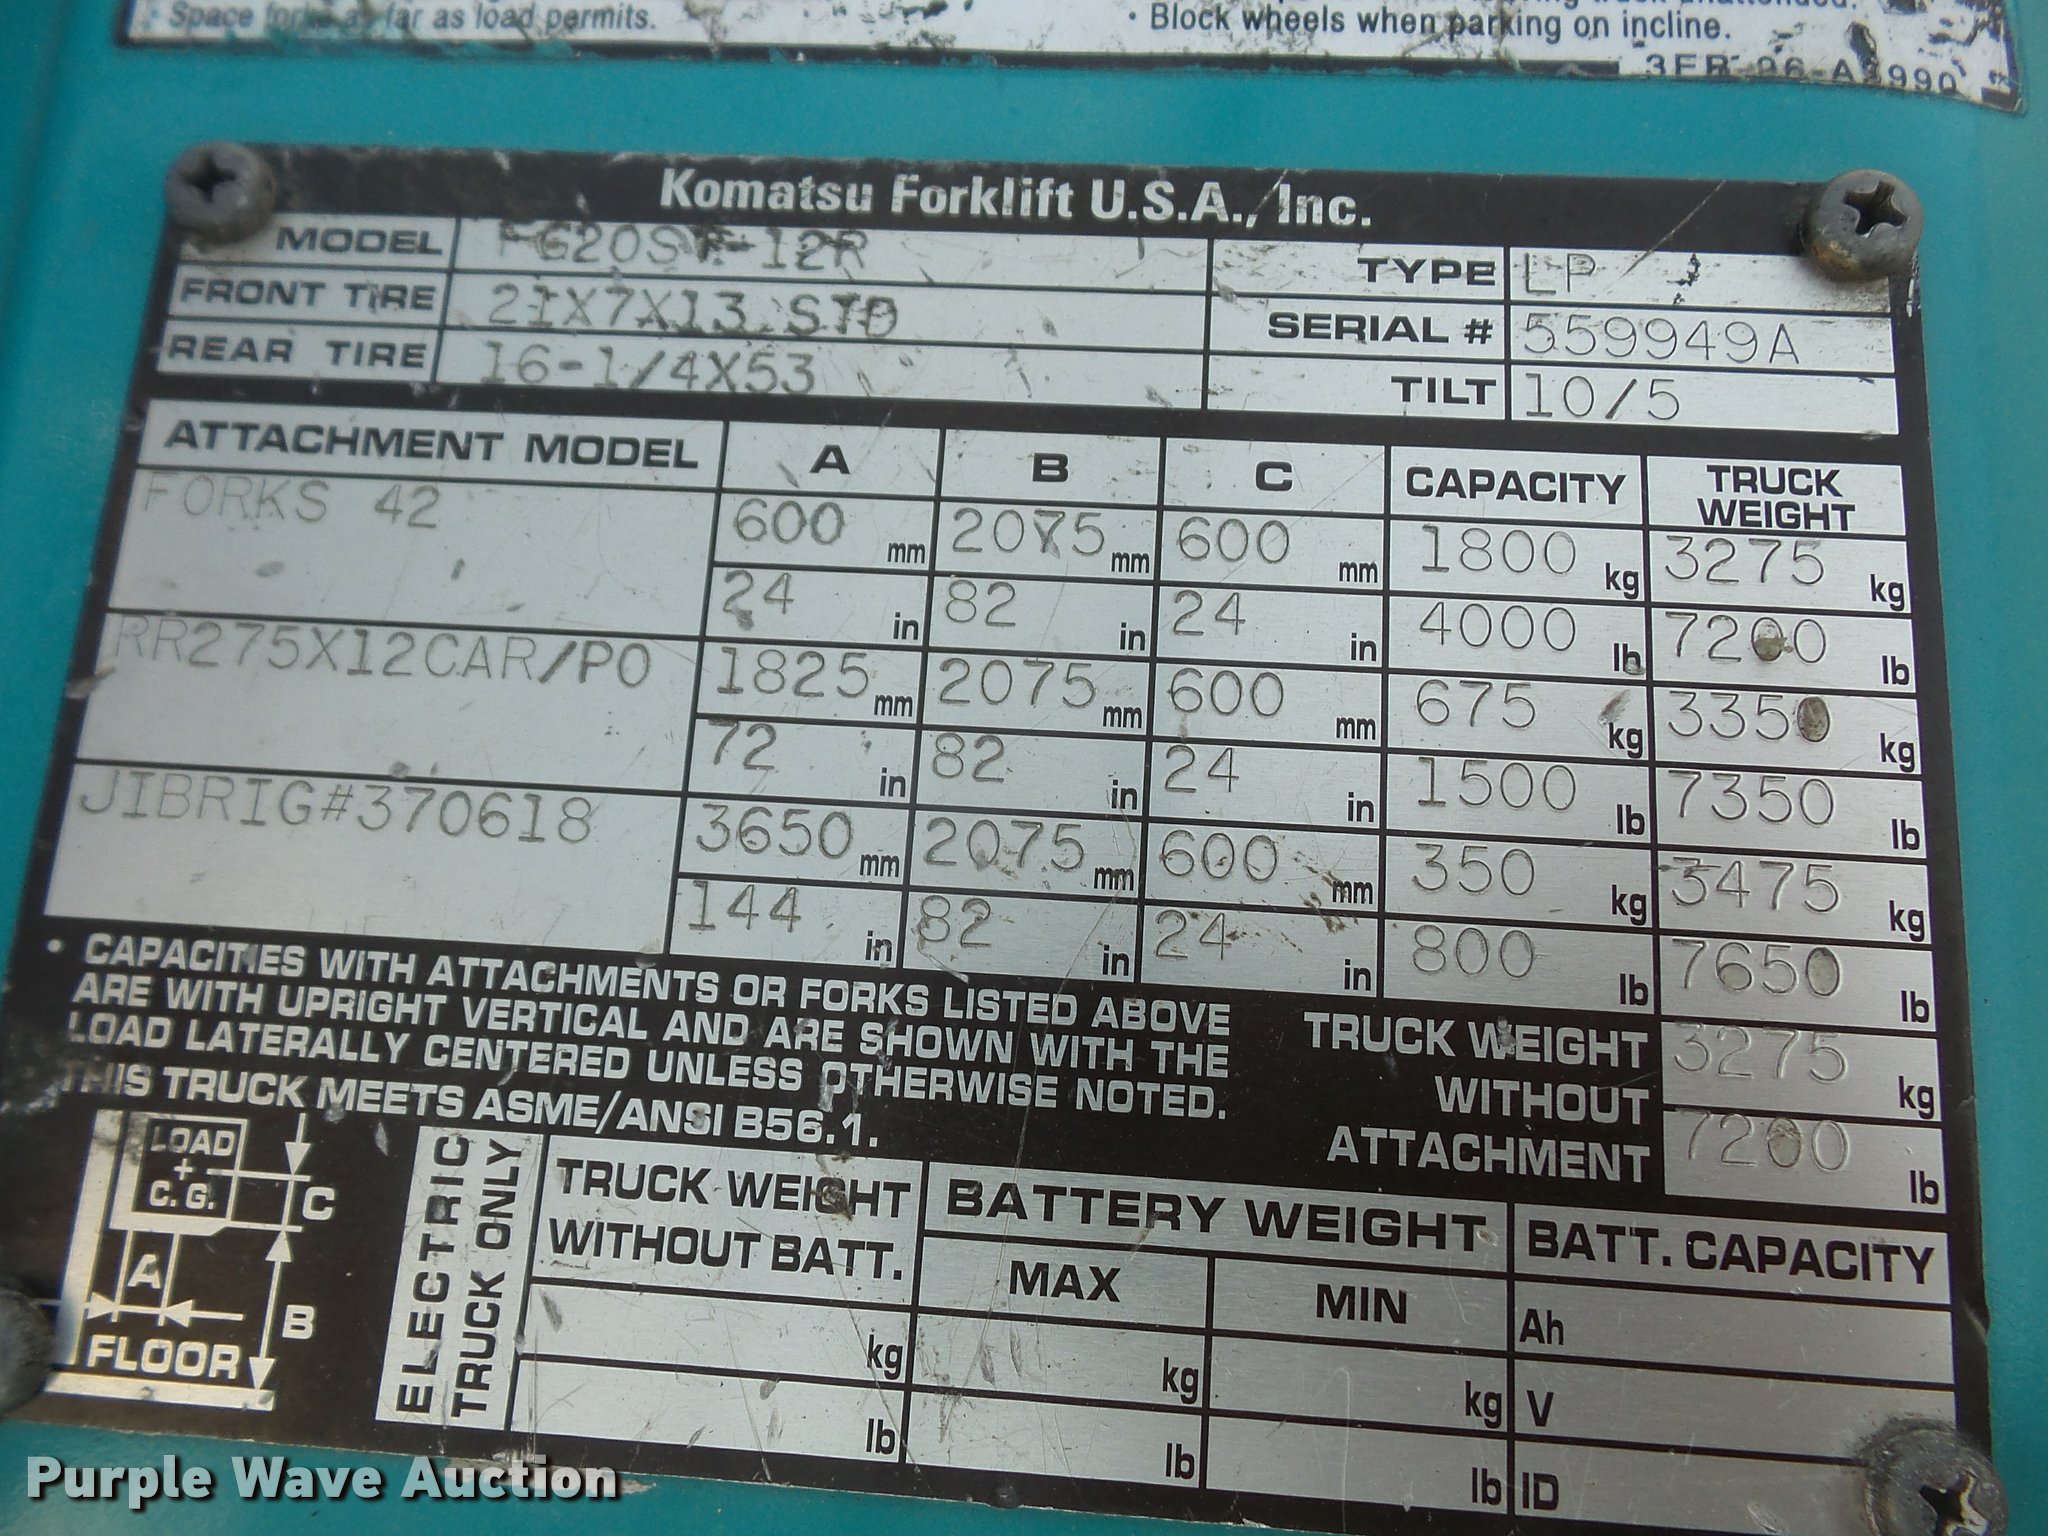 Space forks as far as load permits.
· Block wheels when parking on incline.
Komatsu Forklift U.S.A., Inc.
MODEL FG20ST-12R TYPE LP
FRONT TIRE 21X7X13 STD SERIAL # 559949A
REAR TIRE 16-1/4X53 TILT 10/5
ATTACHMENT MODEL A B C CAPACITY TRUCK WEIGHT
FORKS 42 600 mm 2075 mm 600 mm 1800 kg 3275 kg
24 in 82 in 24 in 4000 lb 7200 lb
RR275X12CAR/PO 1825 mm 2075 mm 600 mm 675 kg 3350 kg
72 in 82 in 24 in 1500 lb 7350 lb
JIBRIG#370618 3650 mm 2075 mm 600 mm 350 kg 3475 kg
144 in 82 in 24 in 800 lb 7650 lb
• CAPACITIES WITH ATTACHMENTS OR FORKS LISTED ABOVE
ARE WITH UPRIGHT VERTICAL AND ARE SHOWN WITH THE
LOAD LATERALLY CENTERED UNLESS OTHERWISE NOTED.
THIS TRUCK MEETS ASME/ANSI B56.1.
TRUCK WEIGHT 3275 kg
WITHOUT
ATTACHMENT 7200 lb
LOAD
+
C.G.
C
A
B
FLOOR
ELECTRIC
TRUCK ONLY
TRUCK WEIGHT
WITHOUT BATT.
kg
lb
BATTERY WEIGHT
MAX MIN
kg kg
lb lb
BATT. CAPACITY
Ah
V
ID
Purple Wave Auction